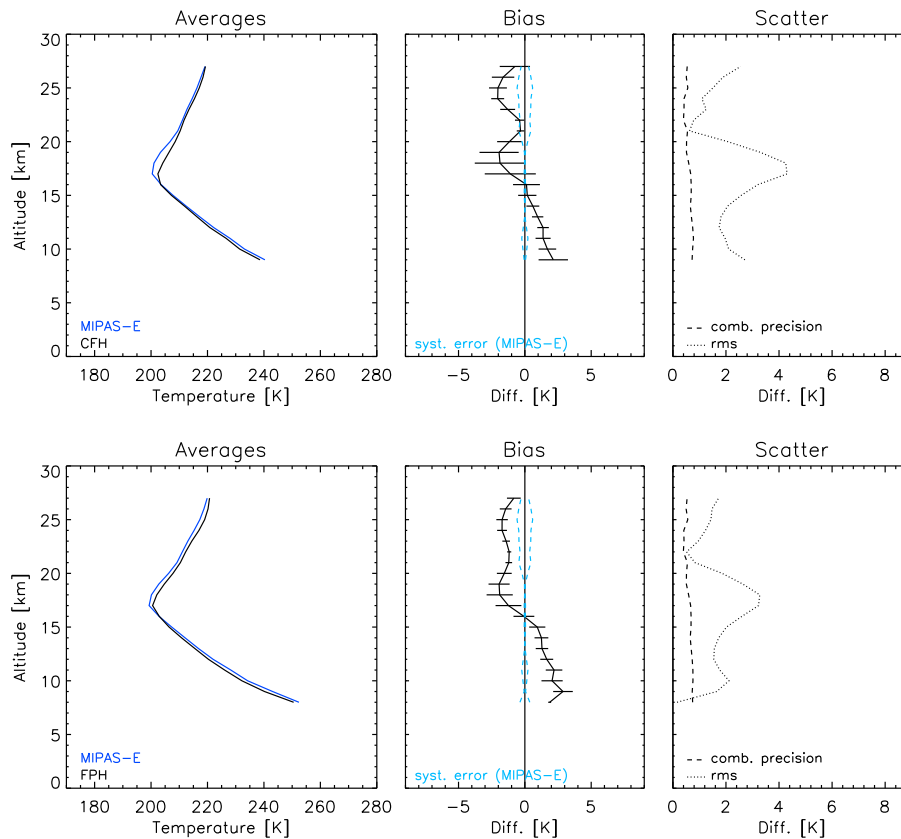 Averages Bias Scatter
30
25
20
15
10
5
0
Altitude [km]
MIPAS-E
CFH
syst. error (MIPAS-E)
comb. precision
rms
180 200 220 240 260 280
-5 0 5
0 2 4 6 8
Temperature [K] Diff. [K] Diff. [K]
Averages Bias Scatter
30
25
20
15
10
5
0
Altitude [km]
MIPAS-E
FPH
syst. error (MIPAS-E)
comb. precision
rms
180 200 220 240 260 280
-5 0 5
0 2 4 6 8
Temperature [K] Diff. [K] Diff. [K]